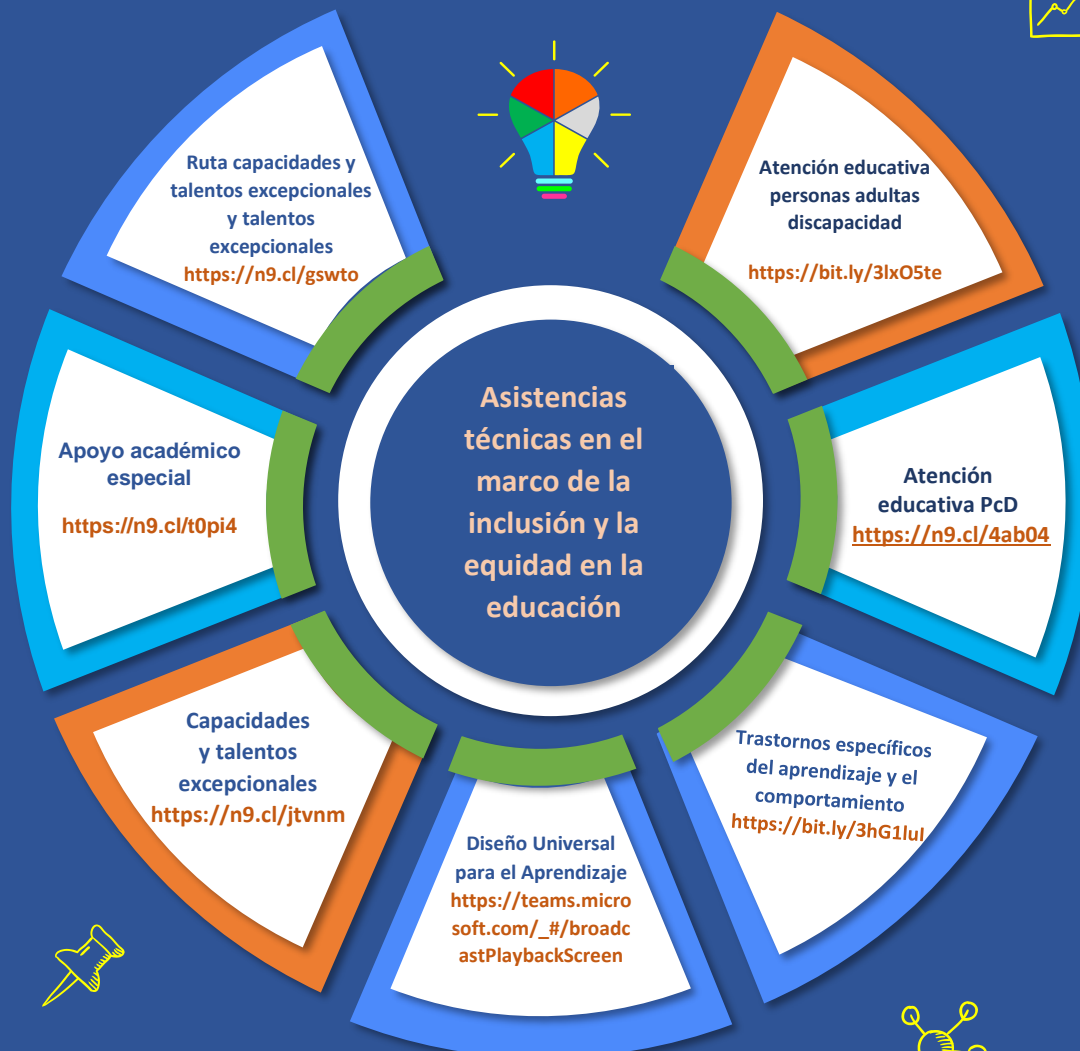 Ruta capacidades y
talentos excepcionales
y talentos
excepcionales
https://n9.cl/gswto
Atención educativa
personas adultas
discapacidad
https://bit.ly/3lxO5te
Asistencias
técnicas en el
marco de la
inclusión y la
equidad en la
educación
Apoyo académico
especial
https://n9.cl/t0pi4
Atención
educativa PcD
https://n9.cl/4ab04
Capacidades
y talentos
excepcionales
https://n9.cl/jtvnm
Trastornos específicos
del aprendizaje y el
comportamiento
https://bit.ly/3hG1lul
Diseño Universal
para el Aprendizaje
https://teams.micro
soft.com/_#/broadc
astPlaybackScreen